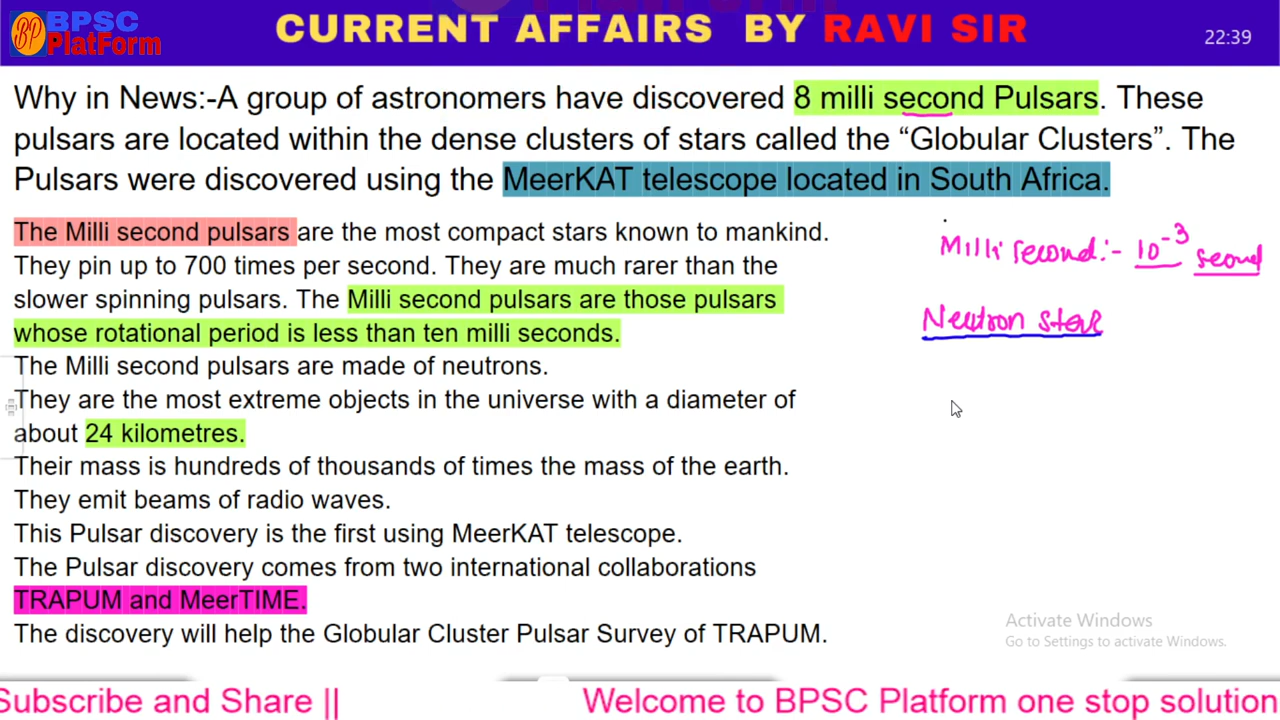 BPSC
PlatForm
BP
CURRENT AFFAIRS BY RAVI SIR
22:39
Why in News:-A group of astronomers have discovered 8 milli second Pulsars. These
pulsars are located within the dense clusters of stars called the “Globular Clusters”. The
Pulsars were discovered using the MeerKAT telescope located in South Africa.
The Milli second pulsars are the most compact stars known to mankind.
They pin up to 700 times per second. They are much rarer than the
slower spinning pulsars. The Milli second pulsars are those pulsars
whose rotational period is less than ten milli seconds.
The Milli second pulsars are made of neutrons.
They are the most extreme objects in the universe with a diameter of
about 24 kilometres.
Their mass is hundreds of thousands of times the mass of the earth.
They emit beams of radio waves.
This Pulsar discovery is the first using MeerKAT telescope.
The Pulsar discovery comes from two international collaborations
TRAPUM and MeerTIME.
The discovery will help the Globular Cluster Pulsar Survey of TRAPUM.
Milli second:- 10⁻³ second
Neutron star
Activate Windows
Go to Settings to activate Windows.
Subscribe and Share || Welcome to BPSC Platform one stop solution